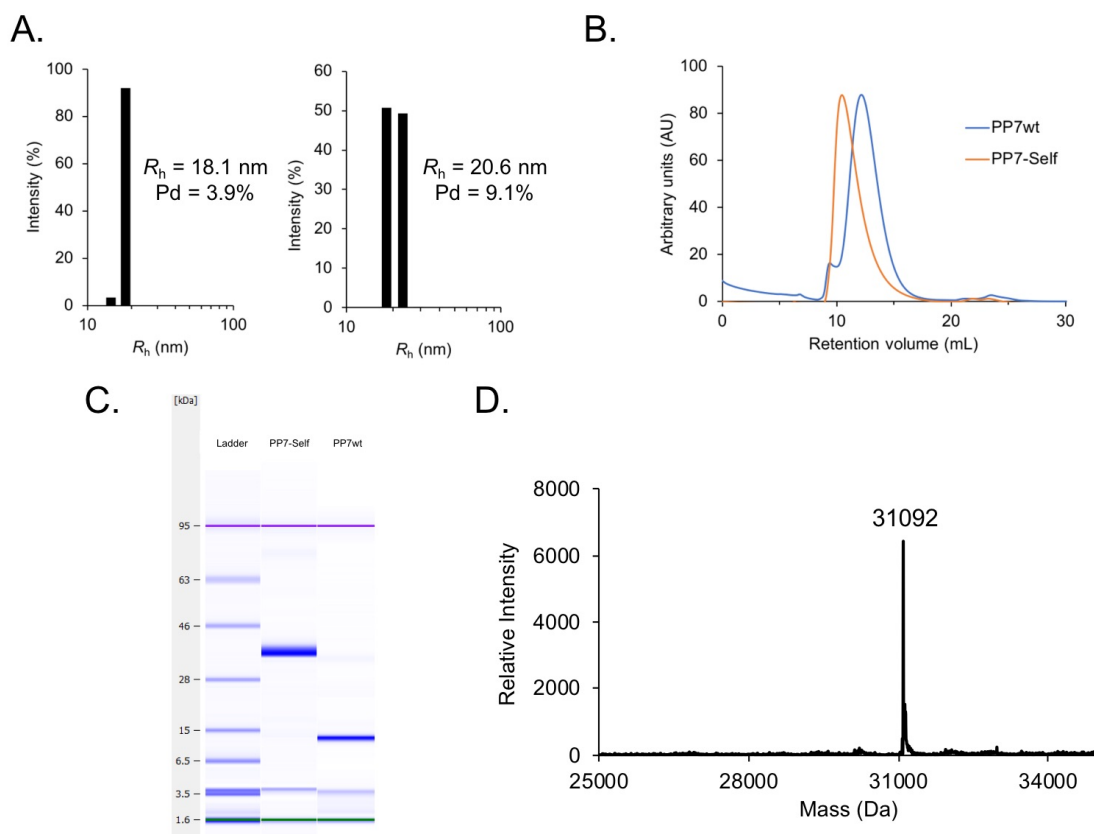 A.
100
80
60
40
20
0
10
100
Intensity (%)
Rh (nm)
Rh = 18.1 nm
Pd = 3.9%
60
50
40
30
20
10
0
10
100
Intensity (%)
Rh (nm)
Rh = 20.6 nm
Pd = 9.1%
B.
100
80
60
40
20
0
0
10
20
30
Arbitrary units (AU)
Retention volume (mL)
PP7wt
PP7-Self
C.
[kDa]
Ladder PP7-Self PP7wt
95
63
46
28
15
6.5
3.5
1.6
D.
8000
6000
4000
2000
0
25000
28000
31000
34000
Relative Intensity
Mass (Da)
31092